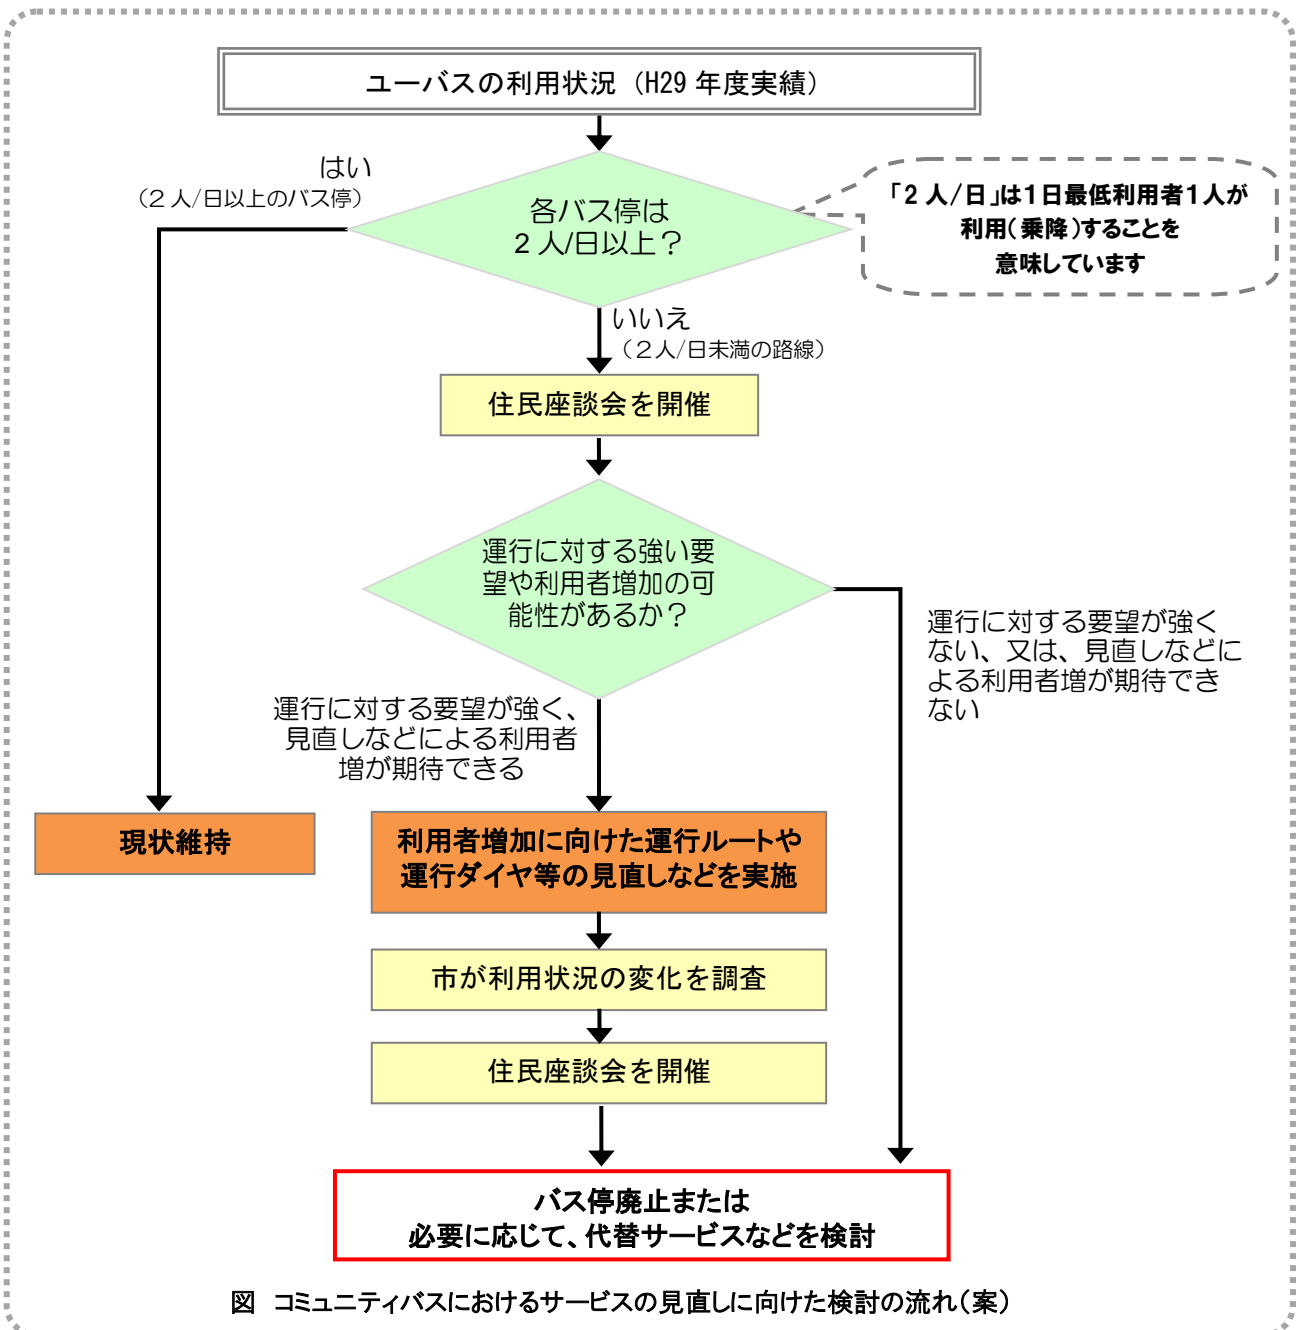 ユーバスの利用状況（H29 年度実績）
はい
（２人/日以上のバス停）
各バス停は
２人/日以上？
「２人/日」は１日最低利用者１人が
利用（乗降）することを
意味しています
いいえ
（２人/日未満の路線）
住民座談会を開催
運行に対する強い要
望や利用者増加の可
能性があるか？
運行に対する要望が強く
ない、又は、見直しなどに
よる利用者増が期待でき
ない
運行に対する要望が強く、
見直しなどによる利用者
増が期待できる
現状維持
利用者増加に向けた運行ルートや
運行ダイヤ等の見直しなどを実施
市が利用状況の変化を調査
住民座談会を開催
バス停廃止または
必要に応じて、代替サービスなどを検討
図　コミュニティバスにおけるサービスの見直しに向けた検討の流れ（案）